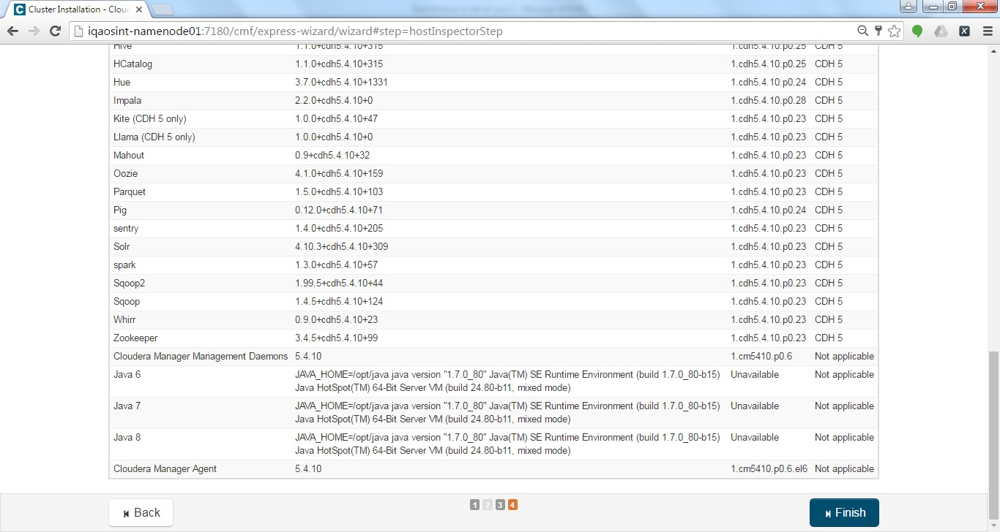 Cluster Installation - Clou
iqaosint-namenode01:7180/cmf/express-wizard/wizard#step=hostInspectorStep
Hive 1.1.0+cdh5.4.10+315 1.cdh5.4.10.p0.25 CDH 5
HCatalog 1.1.0+cdh5.4.10+315 1.cdh5.4.10.p0.25 CDH 5
Hue 3.7.0+cdh5.4.10+1331 1.cdh5.4.10.p0.24 CDH 5
Impala 2.2.0+cdh5.4.10+0 1.cdh5.4.10.p0.28 CDH 5
Kite (CDH 5 only) 1.0.0+cdh5.4.10+47 1.cdh5.4.10.p0.23 CDH 5
Llama (CDH 5 only) 1.0.0+cdh5.4.10+0 1.cdh5.4.10.p0.23 CDH 5
Mahout 0.9+cdh5.4.10+32 1.cdh5.4.10.p0.23 CDH 5
Oozie 4.1.0+cdh5.4.10+159 1.cdh5.4.10.p0.23 CDH 5
Parquet 1.5.0+cdh5.4.10+103 1.cdh5.4.10.p0.23 CDH 5
Pig 0.12.0+cdh5.4.10+71 1.cdh5.4.10.p0.24 CDH 5
sentry 1.4.0+cdh5.4.10+205 1.cdh5.4.10.p0.23 CDH 5
Solr 4.10.3+cdh5.4.10+309 1.cdh5.4.10.p0.23 CDH 5
spark 1.3.0+cdh5.4.10+57 1.cdh5.4.10.p0.23 CDH 5
Sqoop2 1.99.5+cdh5.4.10+44 1.cdh5.4.10.p0.23 CDH 5
Sqoop 1.4.5+cdh5.4.10+124 1.cdh5.4.10.p0.23 CDH 5
Whirr 0.9.0+cdh5.4.10+23 1.cdh5.4.10.p0.23 CDH 5
Zookeeper 3.4.5+cdh5.4.10+99 1.cdh5.4.10.p0.23 CDH 5
Cloudera Manager Management Daemons 5.4.10 1.cm5410.p0.6 Not applicable
Java 6 JAVA_HOME=/opt/java java version "1.7.0_80" Java(TM) SE Runtime Environment (build 1.7.0_80-b15) Unavailable Not applicable
Java HotSpot(TM) 64-Bit Server VM (build 24.80-b11, mixed mode)
Java 7 JAVA_HOME=/opt/java java version "1.7.0_80" Java(TM) SE Runtime Environment (build 1.7.0_80-b15) Unavailable Not applicable
Java HotSpot(TM) 64-Bit Server VM (build 24.80-b11, mixed mode)
Java 8 JAVA_HOME=/opt/java java version "1.7.0_80" Java(TM) SE Runtime Environment (build 1.7.0_80-b15) Unavailable Not applicable
Java HotSpot(TM) 64-Bit Server VM (build 24.80-b11, mixed mode)
Cloudera Manager Agent 5.4.10 1.cm5410.p0.6.el6 Not applicable
Back 1 2 3 4 Finish